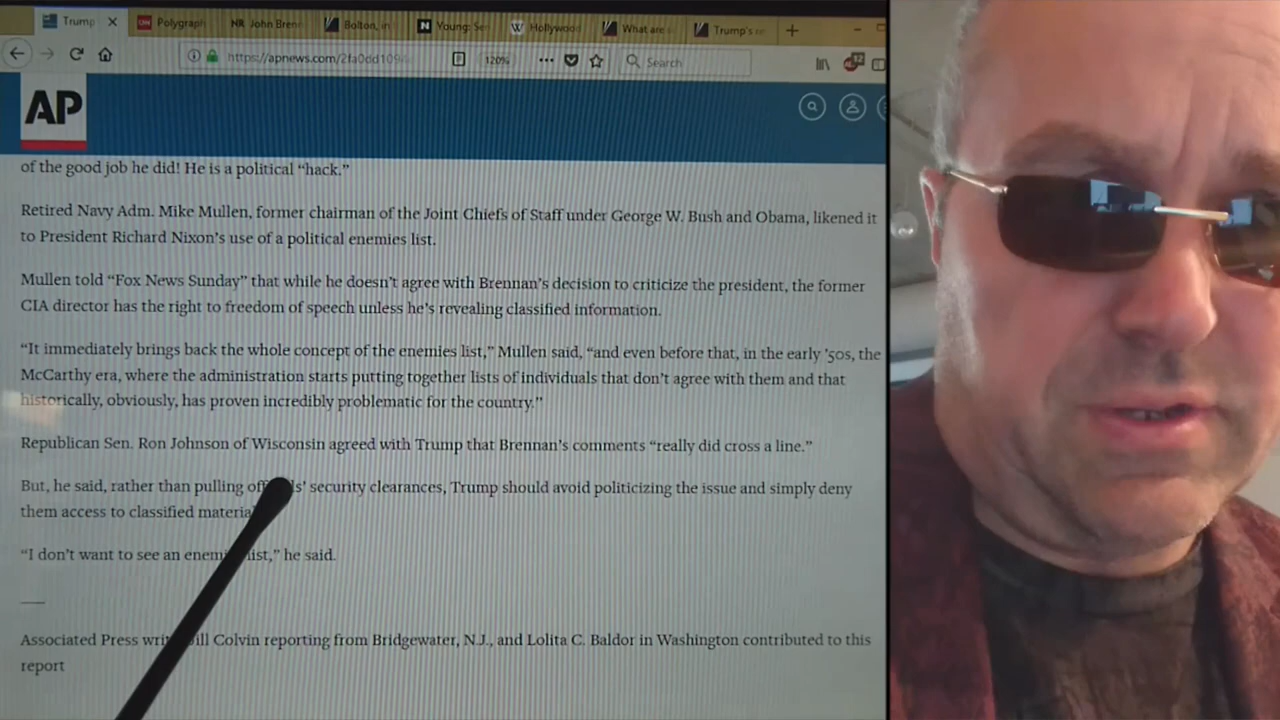 Trump
Polygraph
NR John Brenn
Bolton, in
N Young: Se
W Hollywood
What are
Trump's
https://apnews.com/2fa0dd109
120%
Search
AP
of the good job he did! He is a political “hack.”
Retired Navy Adm. Mike Mullen, former chairman of the Joint Chiefs of Staff under George W. Bush and Obama, likened it
to President Richard Nixon’s use of a political enemies list.
Mullen told “Fox News Sunday” that while he doesn’t agree with Brennan’s decision to criticize the president, the former
CIA director has the right to freedom of speech unless he’s revealing classified information.
“It immediately brings back the whole concept of the enemies list,” Mullen said, “and even before that, in the early ’50s, the
McCarthy era, where the administration starts putting together lists of individuals that don’t agree with them and that
historically, obviously, has proven incredibly problematic for the country.”
Republican Sen. Ron Johnson of Wisconsin agreed with Trump that Brennan’s comments “really did cross a line.”
But, he said, rather than pulling of ls’ security clearances, Trump should avoid politicizing the issue and simply deny
them access to classified materia
“I don’t want to see an enem list,” he said.
Associated Press wri ill Colvin reporting from Bridgewater, N.J., and Lolita C. Baldor in Washington contributed to this
report